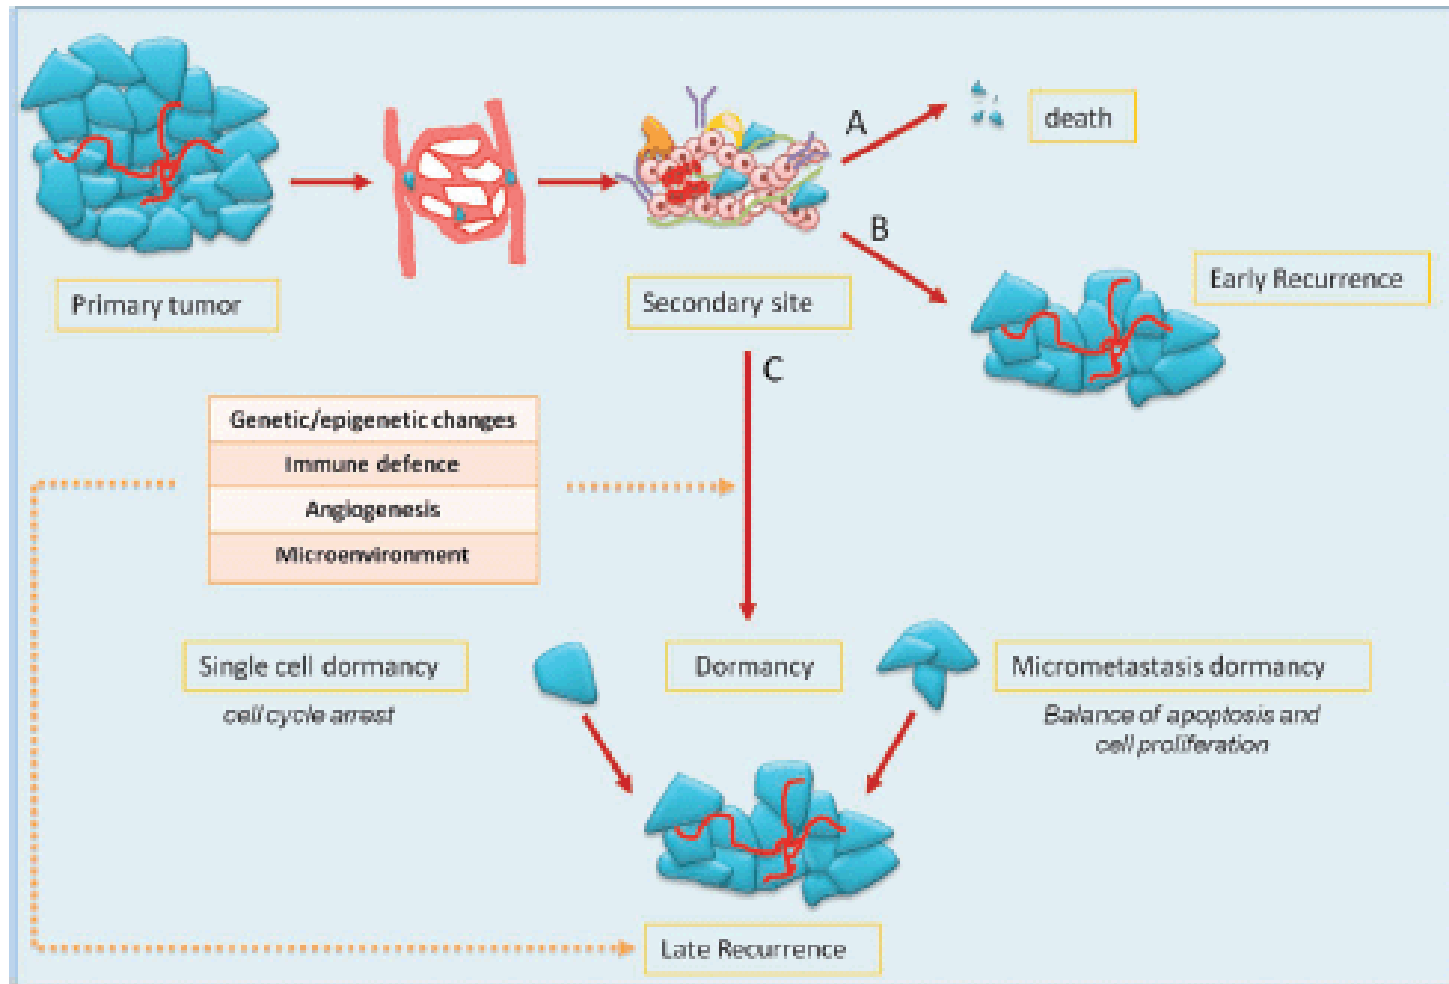 A
death
B
Early Recurrence
Primary tumor
Secondary site
C
Genetic/epigenetic changes
Immune defence
Angiogenesis
Microenvironment
Single cell dormancy
cell cycle arrest
Dormancy
Micrometastasis dormancy
Balance of apoptosis and
cell proliferation
Late Recurrence